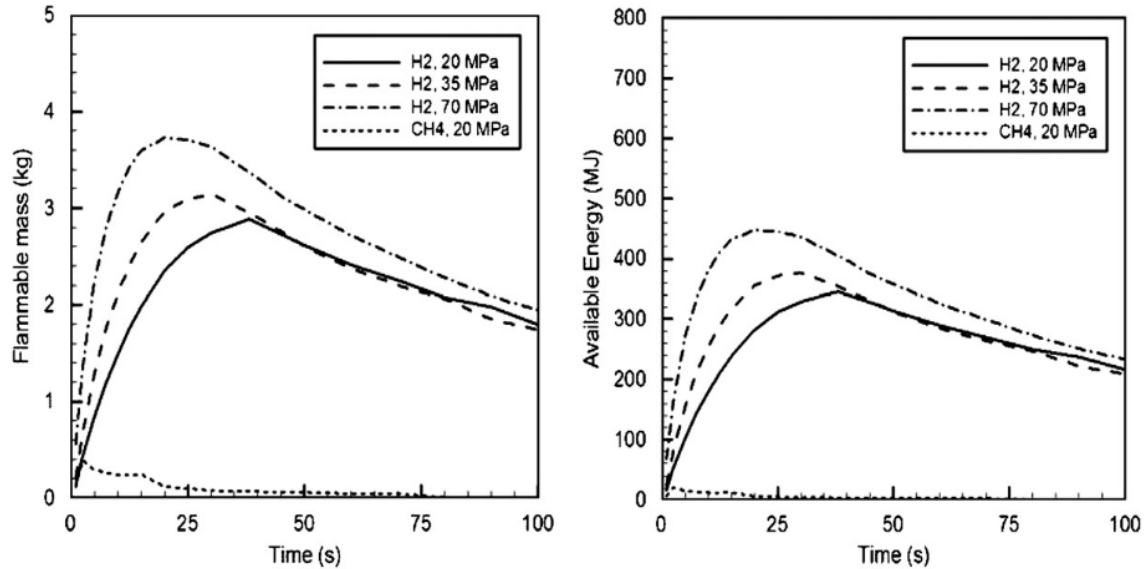 5
4
3
2
1
0
Flammable mass (kg)
H2, 20 MPa
H2, 35 MPa
H2, 70 MPa
CH4, 20 MPa
0
25
50
75
100
Time (s)
800
700
600
500
400
300
200
100
0
Available Energy (MJ)
H2, 20 MPa
H2, 35 MPa
H2, 70 MPa
CH4, 20 MPa
0
25
50
75
100
Time (s)